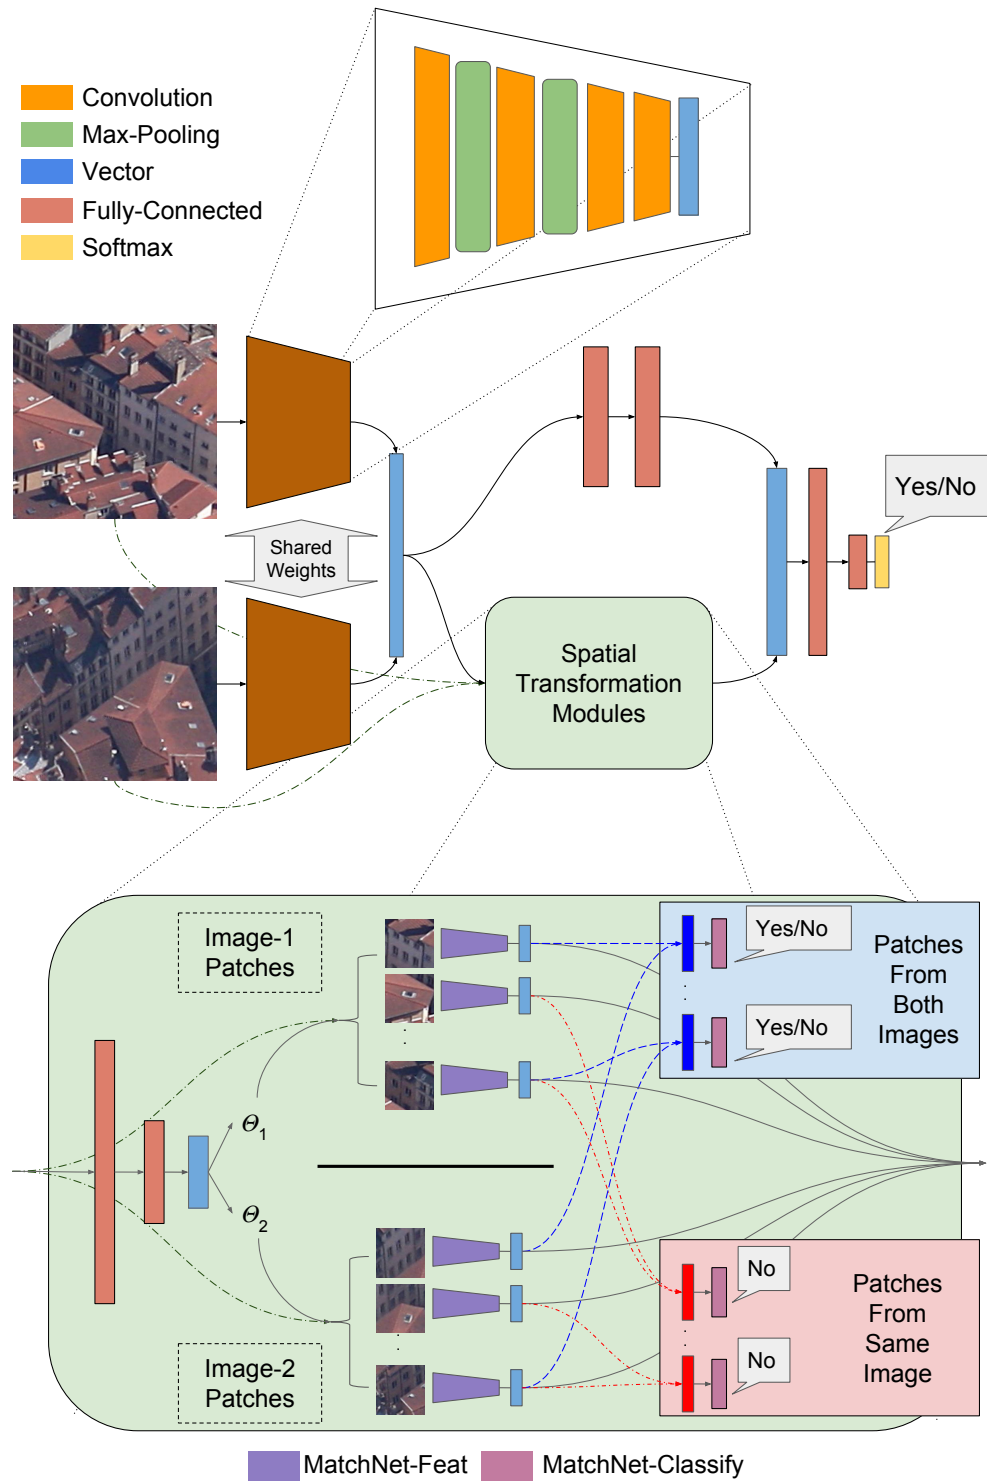 Convolution
Max-Pooling
Vector
Fully-Connected
Softmax
Yes/No
Shared
Weights
Spatial
Transformation
Modules
Image-1
Patches
Yes/No
Patches
From
Both
Images
Yes/No
Θ1
Θ2
No
Patches
From
Same
Image
No
Image-2
Patches
MatchNet-Feat
MatchNet-Classify